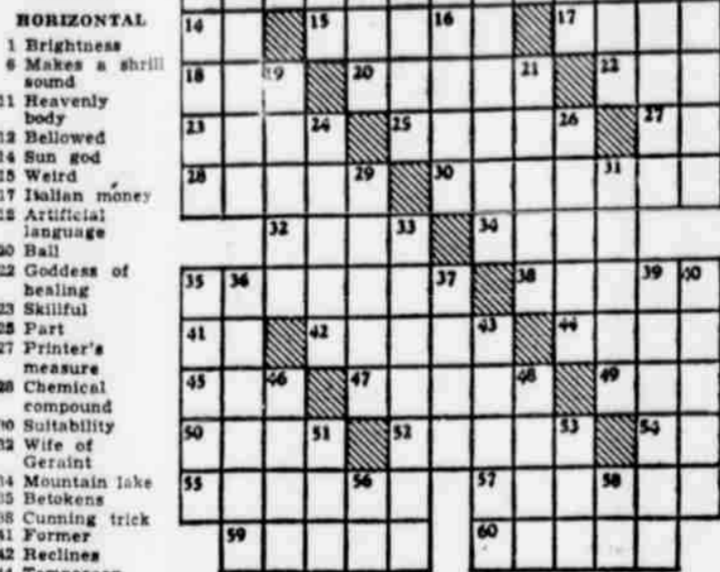 HORIZONTAL
1 Brightness
6 Makes a shrill
sound
11 Heavenly
body
12 Bellowed
14 Sun god
15 Weird
17 Italian money
18 Artificial
language
20 Ball
22 Goddess of
healing
23 Skillful
25 Part
27 Printer's
measure
28 Chemical
compound
30 Suitability
32 Wife of
Geraint
34 Mountain lake
35 Betokens
38 Cunning trick
41 Former
42 Reclines
14 15 16 17
18 19 20 21 22
23 24 25 26 27
28 29 30 31
32 33 34
35 36 37 38 39 40
41 42 43 44
45 46 47 48 49
50 51 52 53 54
55 56 57 58
59 60